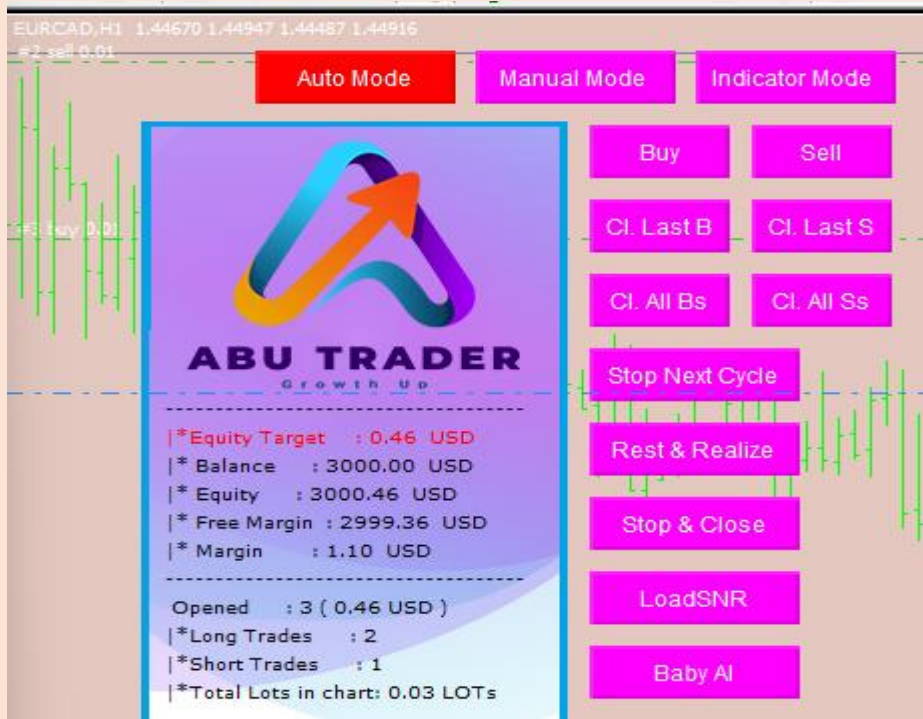 EURCAD,H1 1.44670 1.44947 1.44487 1.44916
#2 sell 0.01
Auto Mode
Manual Mode
Indicator Mode
Buy
Sell
#3 buy 0.01
Cl. Last B
Cl. Last S
Cl. All Bs
Cl. All Ss
ABU TRADER
Growth Up
Stop Next Cycle
|*Equity Target : 0.46 USD
Rest & Realize
|* Balance : 3000.00 USD
|* Equity : 3000.46 USD
|* Free Margin : 2999.36 USD
Stop & Close
|* Margin : 1.10 USD
Opened : 3 ( 0.46 USD )
LoadSNR
|*Long Trades : 2
|*Short Trades : 1
Baby AI
|*Total Lots in chart: 0.03 LOTs